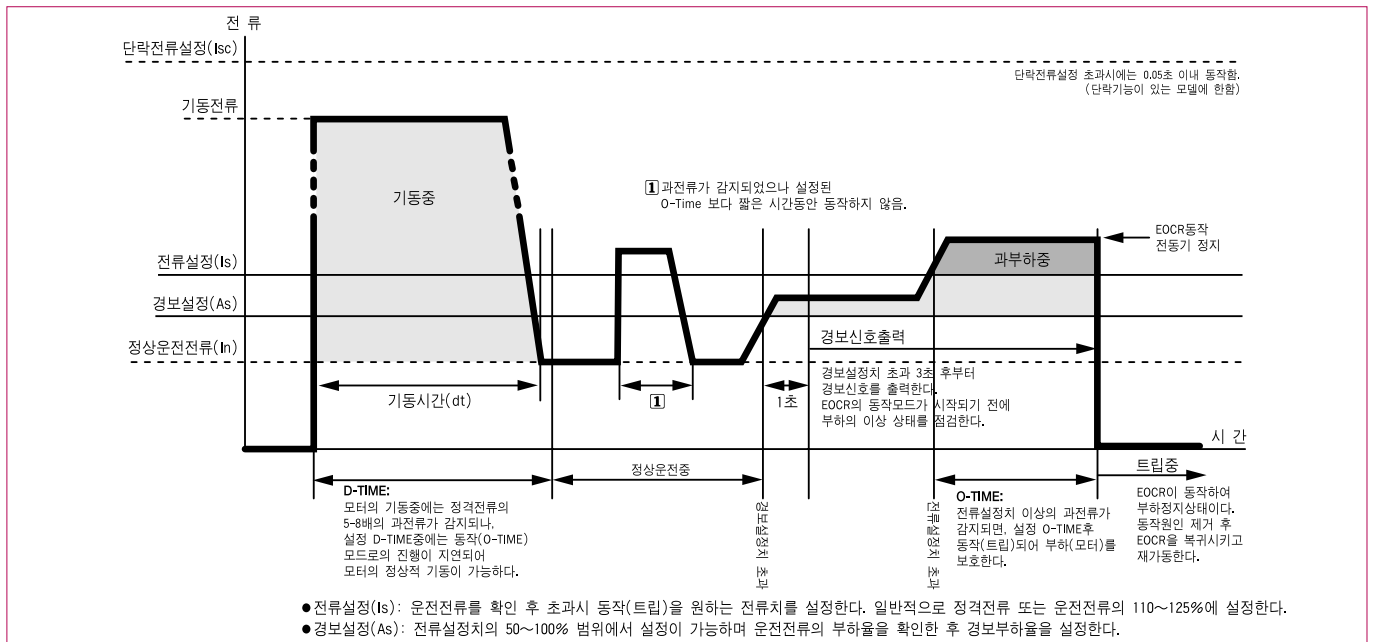 전 류
단락전류설정(Isc)
단락전류설정 초과시에는 0.05초 이내 동작함.
(단락기능이 있는 모델에 한함)
기동전류
기동중
1 과전류가 감지되었으나 설정된
O-Time 보다 짧은 시간동안 동작하지 않음.
EOCR동작
전동기 정지
전류설정(Is)
과부하중
경보설정(As)
경보신호출력
정상운전전류(In)
기동시간(dt)
1
1초
경보설정치 초과 3초 후부터
경보신호를 출력한다.
EOCR의 동작모드가 시작되기 전에
부하의 이상 상태를 점검한다.
시 간
정상운전중
트립중
D-TIME:
모터의 기동중에는 정격전류의
5-8배의 과전류가 감지되나,
설정 D-TIME중에는 동작(O-TIME)
모드로의 진행이 지연되어
모터의 정상적 기동이 가능하다.
경보설정치 초과
전류설정치 초과
O-TIME:
전류설정치 이상의 과전류가
감지되면, 설정 O-TIME후
동작(트립)되어 부하(모터)를
보호한다.
EOCR이 동작하여
부하정지상태이다.
동작원인 제거 후
EOCR을 복귀시키고
재가동한다.
●전류설정(Is): 운전전류를 확인 후 초과시 동작(트립)을 원하는 전류치를 설정한다. 일반적으로 정격전류 또는 운전전류의 110~125%에 설정한다.
●경보설정(As): 전류설정치의 50~100% 범위에서 설정이 가능하며 운전전류의 부하율을 확인한 후 경보부하율을 설정한다.